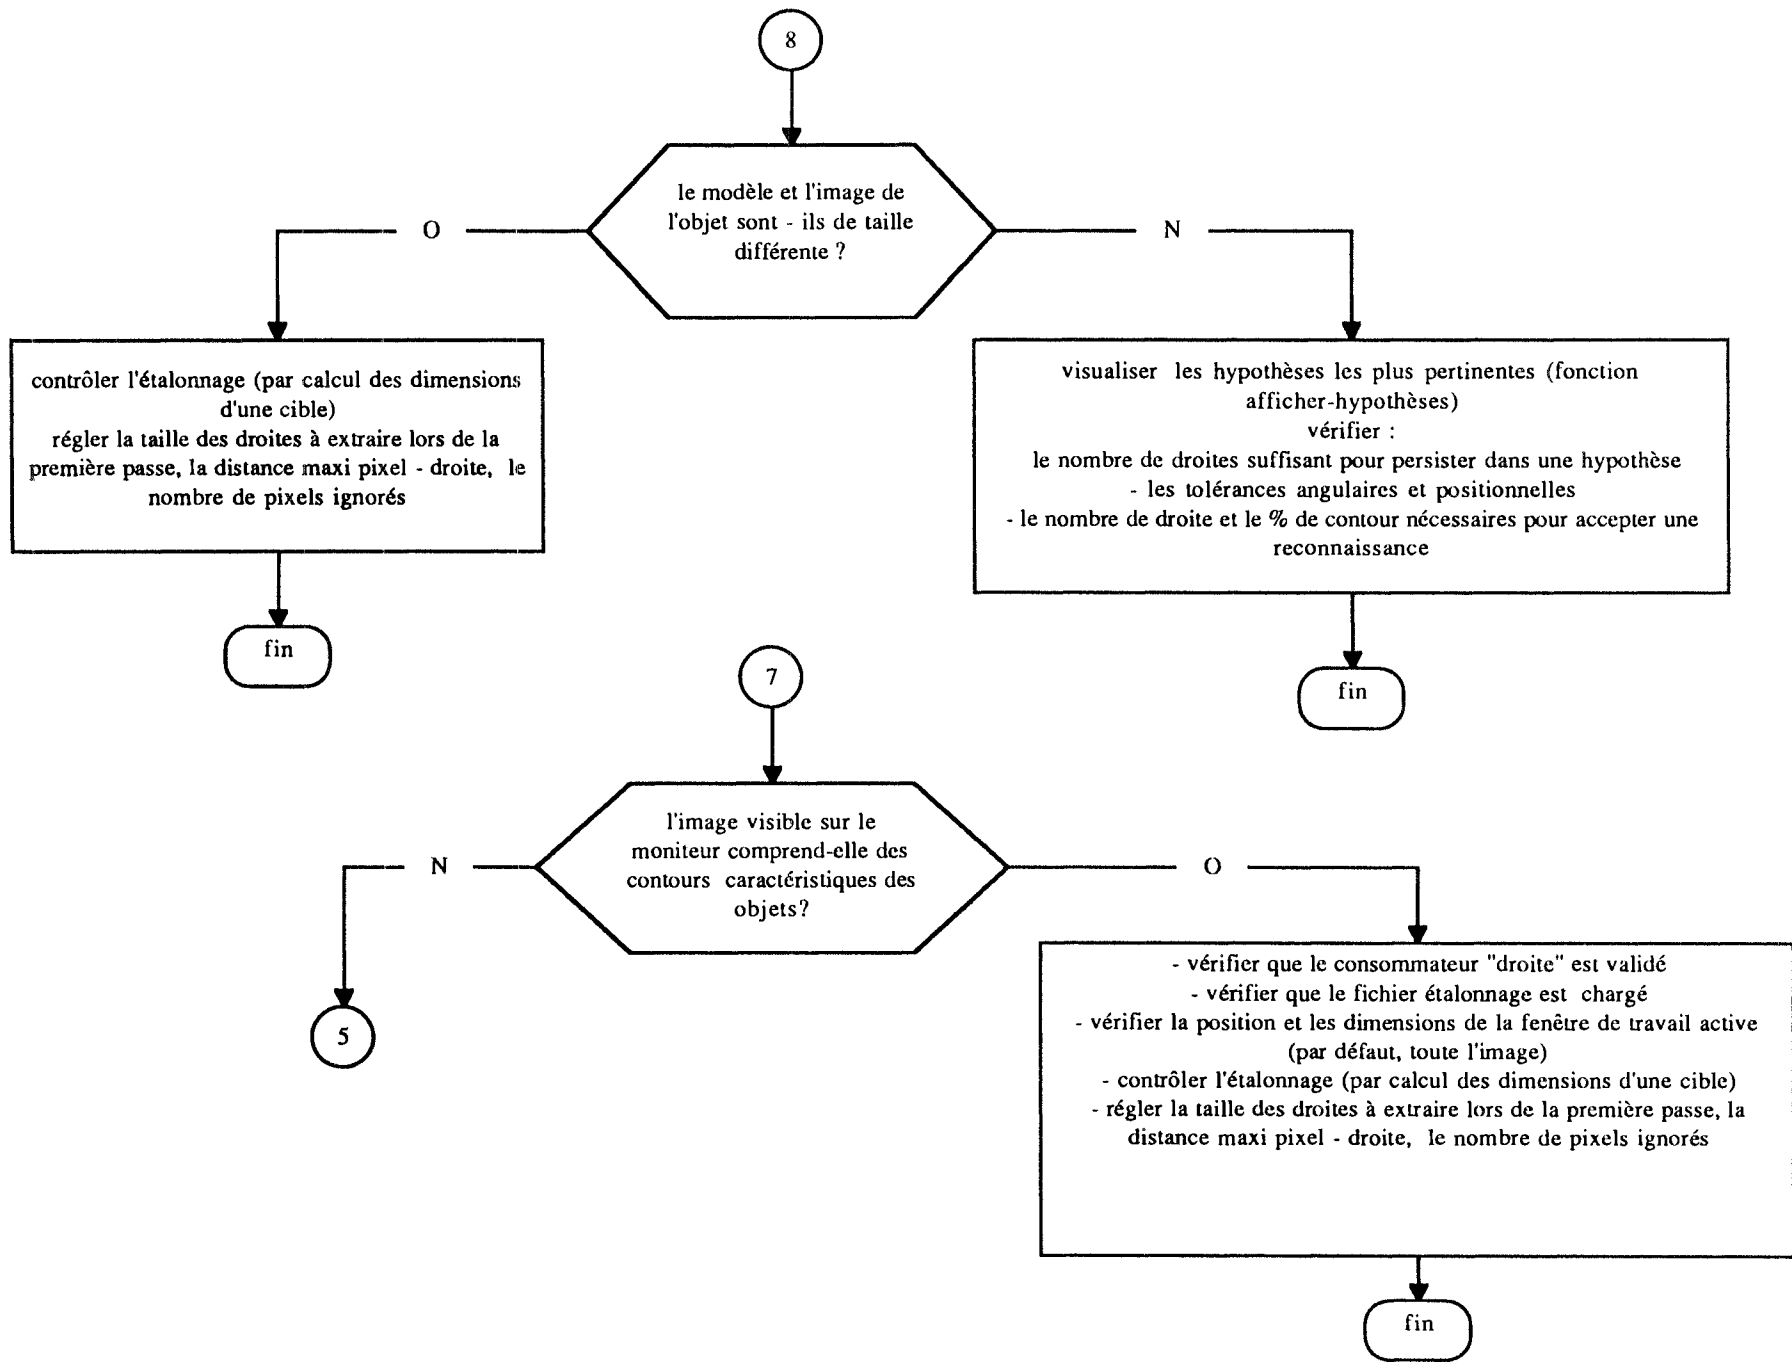 8
le modèle et l'image de
l'objet sont - ils de taille
différente ?
O
N
contrôler l'étalonnage (par calcul des dimensions
d'une cible)
régler la taille des droites à extraire lors de la
première passe, la distance maxi pixel - droite, le
nombre de pixels ignorés
visualiser les hypothèses les plus pertinentes (fonction
afficher-hypothèses)
vérifier :
le nombre de droites suffisant pour persister dans une hypothèse
- les tolérances angulaires et positionnelles
- le nombre de droite et le % de contour nécessaires pour accepter une
reconnaissance
fin
fin
7
l'image visible sur le
moniteur comprend-elle des
contours caractéristiques des
objets?
N
O
5
- vérifier que le consommateur "droite" est validé
- vérifier que le fichier étalonnage est chargé
- vérifier la position et les dimensions de la fenêtre de travail active
(par défaut, toute l'image)
- contrôler l'étalonnage (par calcul des dimensions d'une cible)
- régler la taille des droites à extraire lors de la première passe, la
distance maxi pixel - droite, le nombre de pixels ignorés
fin